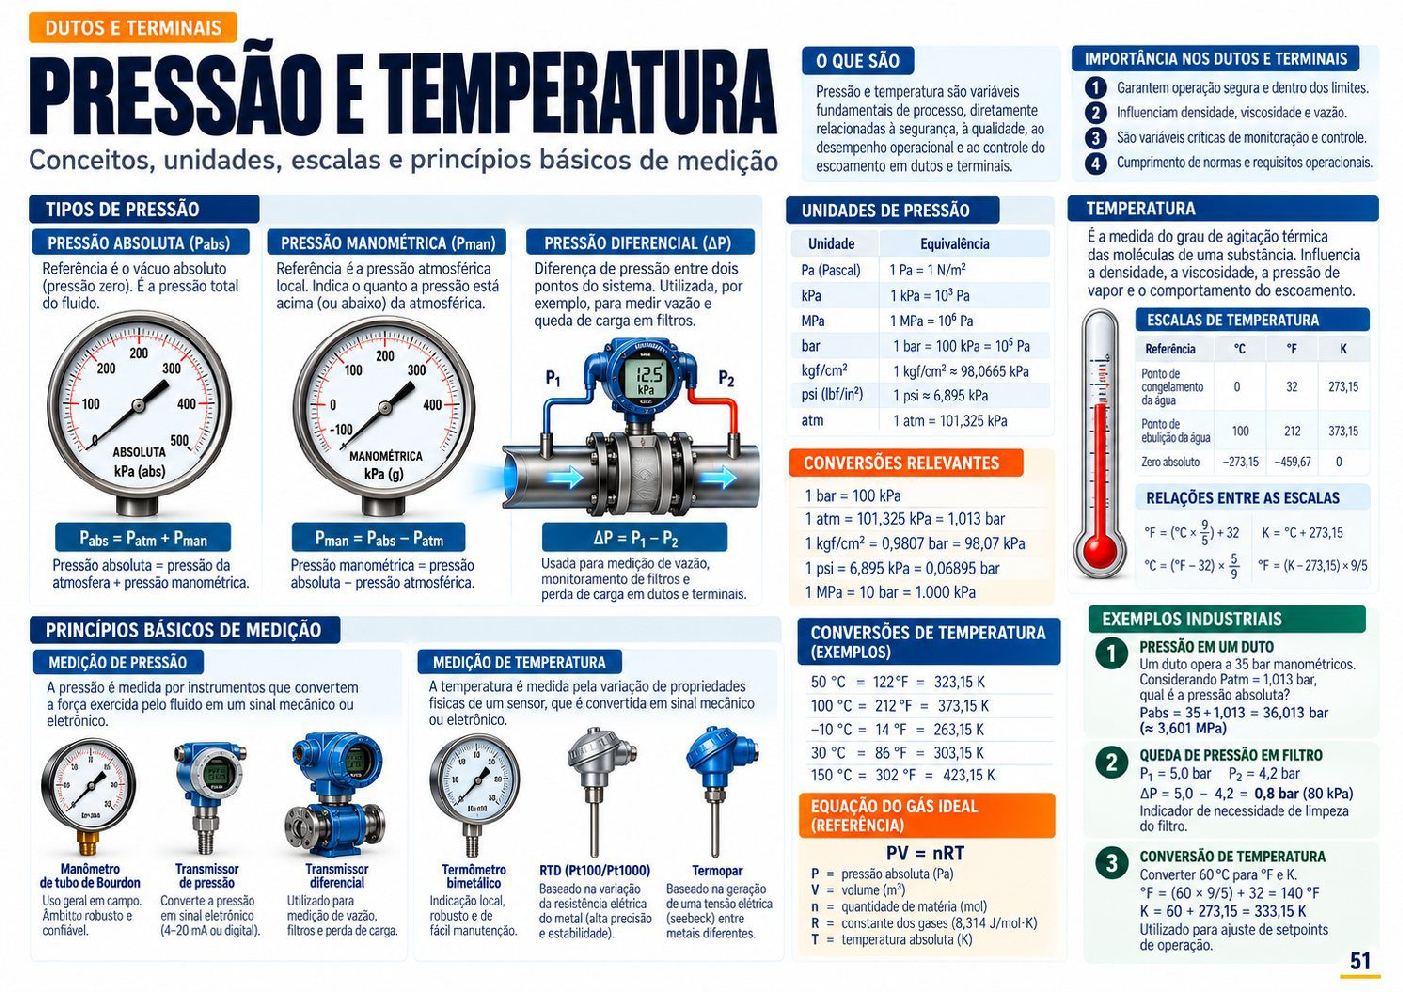 DUTOS E TERMINAIS
PRESSÃO E TEMPERATURA
Conceitos, unidades, escalas e princípios básicos de medição
O QUE SÃO
Pressão e temperatura são variáveis
fundamentais de processo, diretamente
relacionadas à segurança, à qualidade, ao
desempenho operacional e ao controle do
escoamento em dutos e terminais.
IMPORTÂNCIA NOS DUTOS E TERMINAIS
1 Garantem operação segura e dentro dos limites.
2 Influenciam densidade, viscosidade e vazão.
3 São variáveis críticas de monitoração e controle.
4 Cumprimento de normas e requisitos operacionais.
TIPOS DE PRESSÃO
PRESSÃO ABSOLUTA (Pabs)
Referência é o vácuo absoluto
(pressão zero). É a pressão total
do fluido.
0 100 200 200 300 400 500
ABSOLUTA
kPa (abs)
Pabs = Patm + Pman
Pressão absoluta = pressão da
atmosfera + pressão manométrica.
PRESSÃO MANOMÉTRICA (Pman)
Referência é a pressão atmosférica
local. Indica o quanto a pressão está
acima (ou abaixo) da atmosférica.
-100 0 100 200 300 400
MANOMÉTRICA
kPa (g)
Pman = Pabs – Patm
Pressão manométrica = pressão
absoluta – pressão atmosférica.
PRESSÃO DIFERENCIAL (ΔP)
Diferença de pressão entre dois
pontos do sistema. Utilizada, por
exemplo, para medir vazão e
queda de carga em filtros.
P₁
12.5
kPa
P₂
ΔP = P₁ – P₂
Usada para medição de vazão,
monitoramento de filtros e
perda de carga em dutos e terminais.
UNIDADES DE PRESSÃO
Unidade Equivalência
Pa (Pascal) 1 Pa = 1 N/m²
kPa 1 kPa = 10³ Pa
MPa 1 MPa = 10⁶ Pa
bar 1 bar = 100 kPa = 10⁵ Pa
kgf/cm² 1 kgf/cm² ≈ 98,0665 kPa
psi (lbf/in²) 1 psi ≈ 6,895 kPa
atm 1 atm = 101,325 kPa
CONVERSÕES RELEVANTES
1 bar = 100 kPa
1 atm = 101,325 kPa = 1,013 bar
1 kgf/cm² = 0,9807 bar = 98,07 kPa
1 psi = 6,895 kPa = 0,06895 bar
1 MPa = 10 bar = 1.000 kPa
TEMPERATURA
É a medida do grau de agitação térmica
das moléculas de uma substância. Influencia
a densidade, a viscosidade, a pressão de
vapor e o comportamento do escoamento.
ESCALAS DE TEMPERATURA
Referência °C °F K
Ponto de
congelamento
da água 0 32 273,15
Ponto de
ebulição da água 100 212 373,15
Zero absoluto –273,15 –459,67 0
RELAÇÕES ENTRE AS ESCALAS
°F = (°C × 9/5) + 32 K = °C + 273,15
°C = (°F – 32) × 5/9 °F = (K – 273,15) × 9/5
PRINCÍPIOS BÁSICOS DE MEDIÇÃO
MEDIÇÃO DE PRESSÃO
A pressão é medida por instrumentos que convertem
a força exercida pelo fluido em um sinal mecânico ou
eletrônico.
Manômetro
de tubo de Bourdon
Uso geral em campo.
Âmbito robusto e
confiável.
Transmissor
de pressão
Converte a pressão
em sinal eletrônico
(4–20 mA ou digital).
Transmissor
diferencial
Utilizado para
medição de vazão,
filtros e perda de carga.
MEDIÇÃO DE TEMPERATURA
A temperatura é medida pela variação de propriedades
físicas de um sensor, que é convertida em sinal mecânico
ou eletrônico.
Termômetro
bimetálico
Indicação local,
robusto e de
fácil manutenção.
RTD (Pt100/Pt1000)
Baseado na variação
da resistência elétrica
do metal (alta precisão
e estabilidade).
Termopar
Baseado na geração
de uma tensão elétrica
(seebeck) entre
metais diferentes.
CONVERSÕES DE TEMPERATURA
(EXEMPLOS)
50 °C = 122 °F = 323,15 K
100 °C = 212 °F = 373,15 K
–10 °C = 14 °F = 263,15 K
30 °C = 86 °F = 303,15 K
150 °C = 302 °F = 423,15 K
EQUAÇÃO DO GÁS IDEAL
(REFERÊNCIA)
PV = nRT
P = pressão absoluta (Pa)
V = volume (m³)
n = quantidade de matéria (mol)
R = constante dos gases (8,314 J/mol·K)
T = temperatura absoluta (K)
EXEMPLOS INDUSTRIAIS
1 PRESSÃO EM UM DUTO
Um duto opera a 35 bar manométricos.
Considerando Patm = 1,013 bar,
qual é a pressão absoluta?
Pabs = 35 + 1,013 = 36,013 bar
(≈ 3,601 MPa)
2 QUEDA DE PRESSÃO EM FILTRO
P₁ = 5,0 bar P₂ = 4,2 bar
ΔP = 5,0 – 4,2 = 0,8 bar (80 kPa)
Indicador de necessidade de limpeza
do filtro.
3 CONVERSÃO DE TEMPERATURA
Converter 60 °C para °F e K.
°F = (60 × 9/5) + 32 = 140 °F
K = 60 + 273,15 = 333,15 K
Utilizado para ajuste de setpoints
de operação.
51